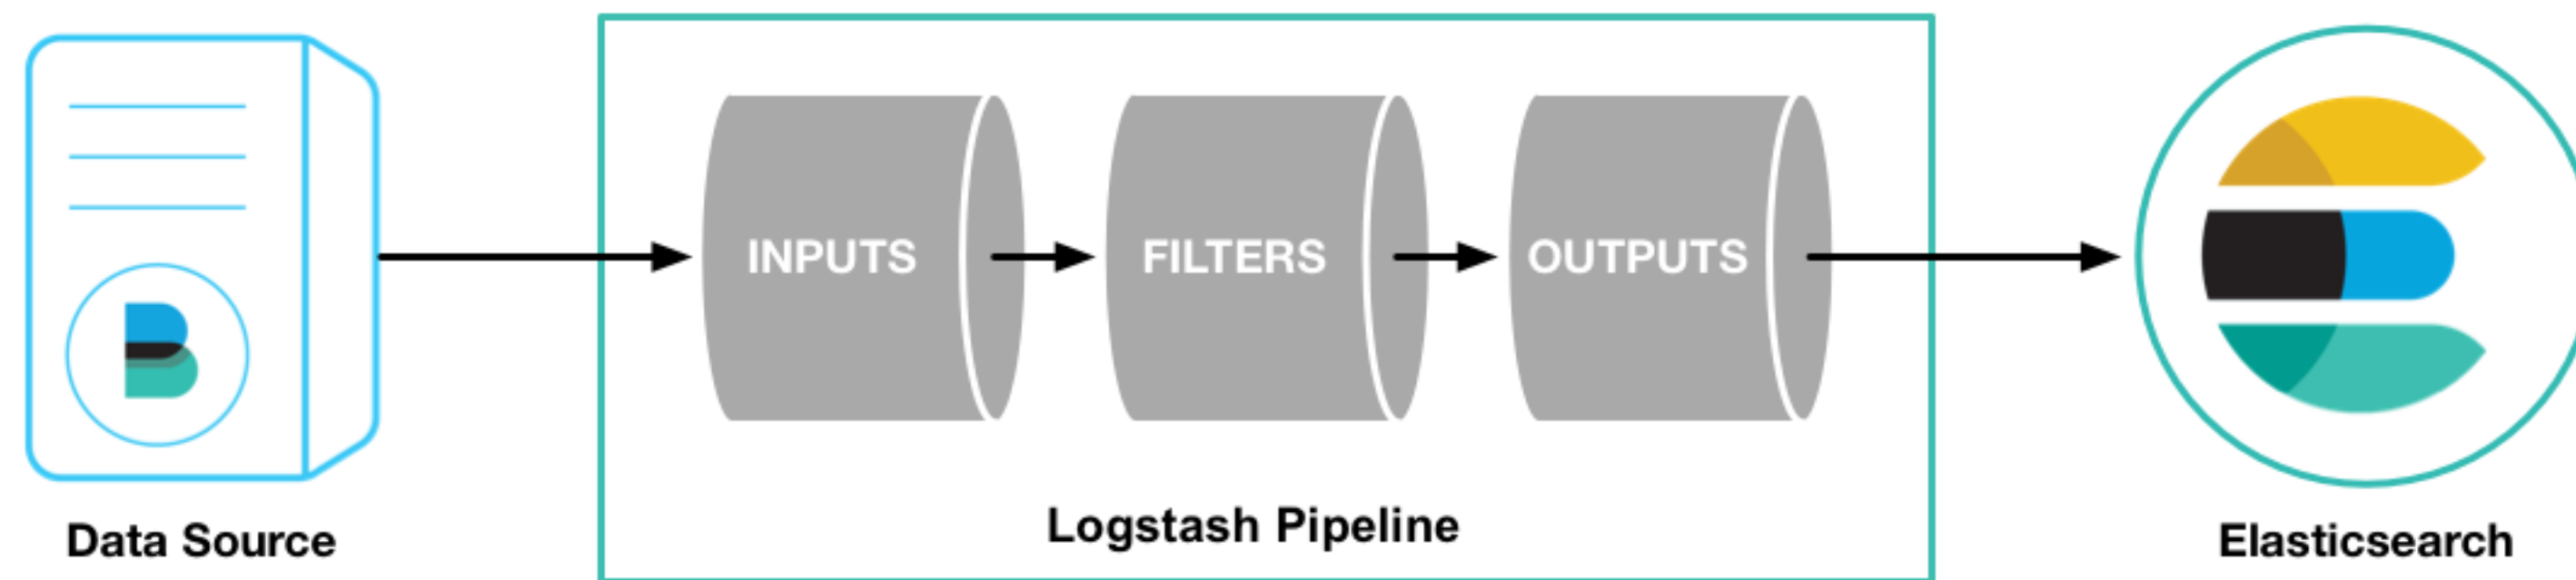 INPUTS
FILTERS
OUTPUTS
Data Source
Logstash Pipeline
Elasticsearch